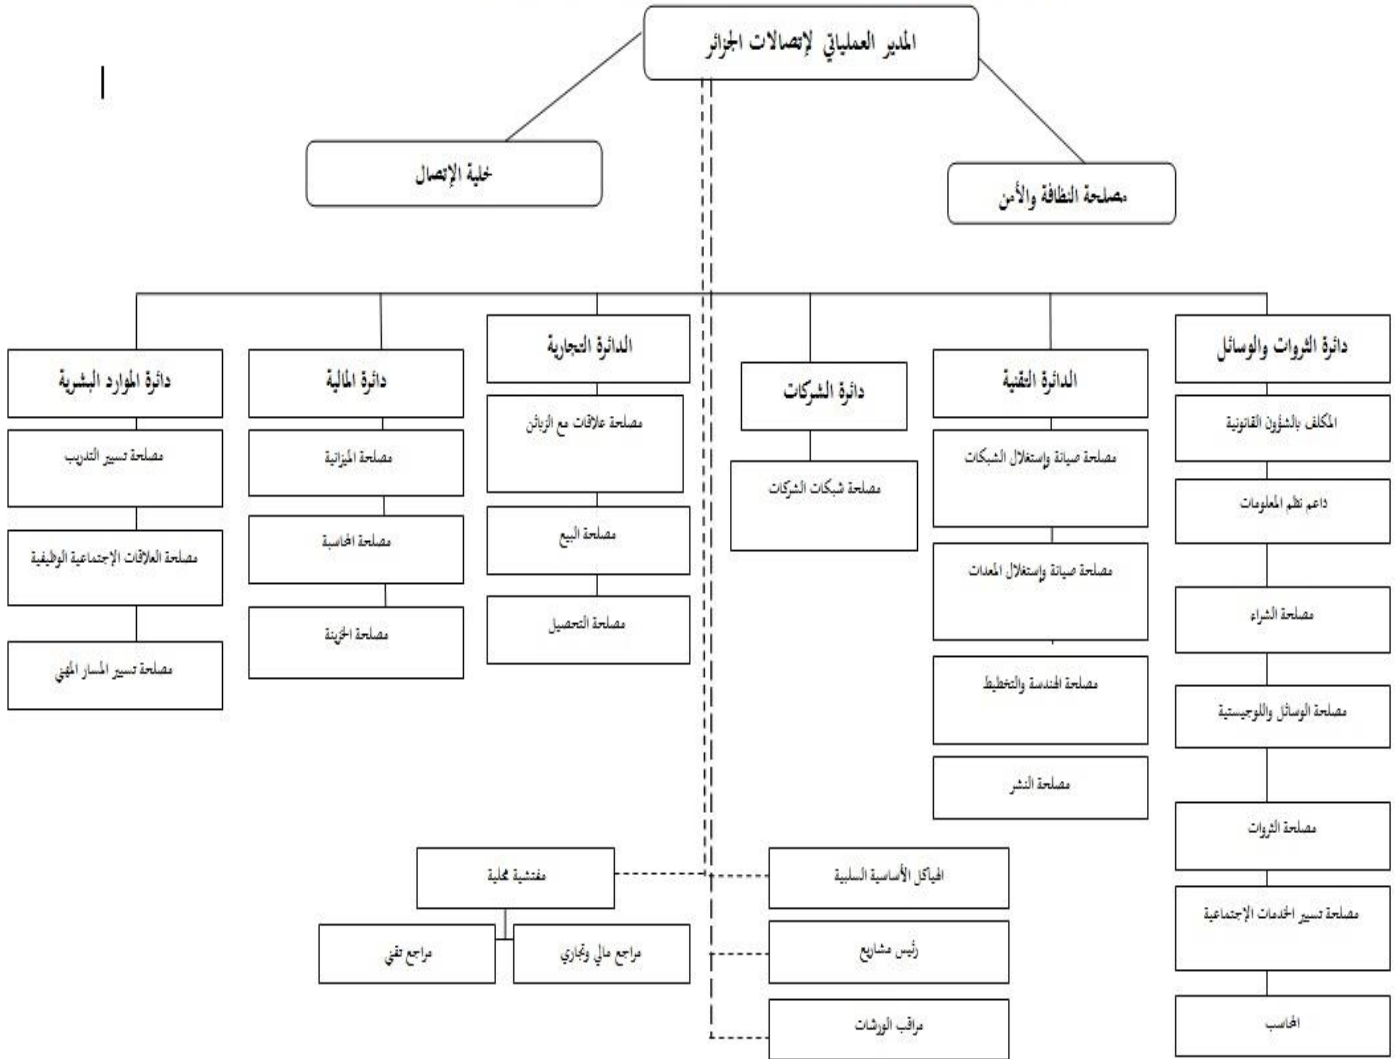 المدير العملياتي لإتصالات الجزائر
خلية الإتصال
مصلحة النظافة والأمن
دائرة الثروات والوسائل
المكلف بالشؤون القانونية
داعم نظم المعلومات
مصلحة الشراء
مصلحة الوسائل واللوجيستية
مصلحة الثروات
مصلحة تسيير الخدمات الإجتماعية
المحاسب
الدائرة التقنية
مصلحة صيانة وإستغلال الشبكات
مصلحة صيانة وإستغلال المعدات
مصلحة الهندسة والتخطيط
مصلحة النشر
دائرة الشركات
مصلحة شبكات الشركات
الدائرة التجارية
مصلحة علاقات مع الزبائن
مصلحة البيع
مصلحة التحصيل
دائرة المالية
مصلحة الميزانية
مصلحة المحاسبة
مصلحة الخزينة
دائرة الموارد البشرية
مصلحة تسيير التدريب
مصلحة العلاقات الإجتماعية الوظيفية
مصلحة تسيير المسار المهني
الهياكل الأساسية السلبية
رئيس مشاريع
مراقب الورشات
مفتشية محلية
مراجع مالي وتجاري
مراجع تقني